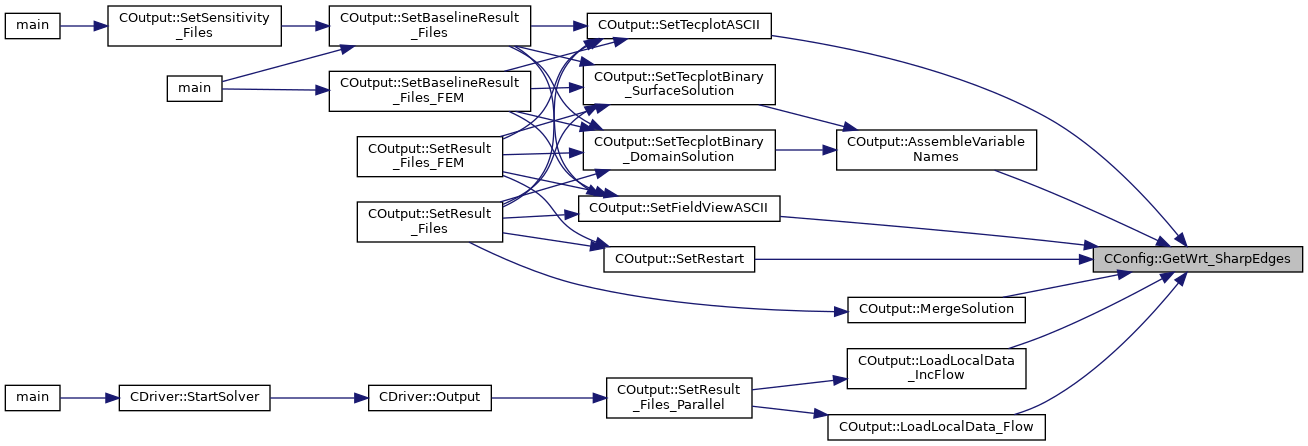 main
COutput::SetSensitivity
_Files
COutput::SetBaselineResult
_Files
COutput::SetTecplotASCII
main
COutput::SetBaselineResult
_Files_FEM
COutput::SetTecplotBinary
_SurfaceSolution
COutput::SetResult
_Files_FEM
COutput::SetTecplotBinary
_DomainSolution
COutput::AssembleVariable
Names
COutput::SetResult
_Files
COutput::SetFieldViewASCII
COutput::SetRestart
CConfig::GetWrt_SharpEdges
COutput::MergeSolution
COutput::LoadLocalData
_IncFlow
main
CDriver::StartSolver
CDriver::Output
COutput::SetResult
_Files_Parallel
COutput::LoadLocalData_Flow